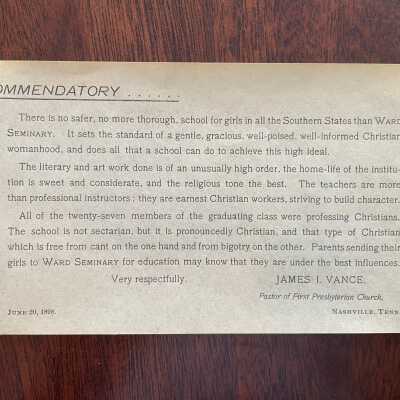 OMMENDATORY ......
There is no safer, no more thorough, school for girls in all the Southern States than WARD
SEMINARY. It sets the standard of a gentle, gracious, well-poised, well-informed Christian
womanhood, and does all that a school can do to achieve this high ideal.
The literary and art work done is of an unusually high order, the home-life of the institu-
tion is sweet and considerate, and the religious tone the best. The teachers are more
than professional instructors; they are earnest Christian workers, striving to build character.
All of the twenty-seven members of the graduating class were professing Christians.
The school is not sectarian, but it is pronouncedly Christian, and that type of Christian
which is free from cant on the one hand and from bigotry on the other. Parents sending their
girls to WARD SEMINARY for education may know that they are under the best influences.
Very respectfully, JAMES I. VANCE,
Pastor of First Presbyterian Church,
JUNE 20, 1898. NASHVILLE, TENN